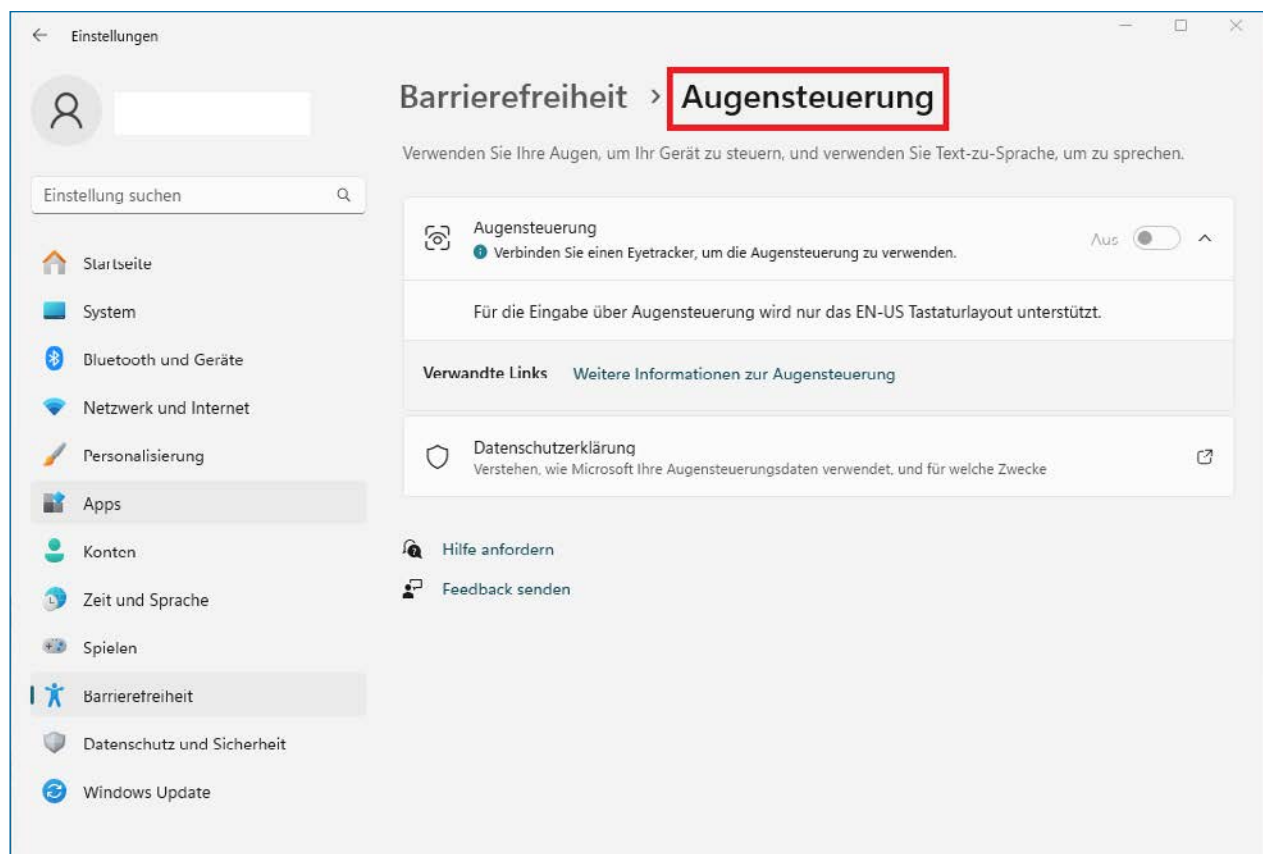 Einstellungen
Barrierefreiheit › Augensteuerung
Verwenden Sie Ihre Augen, um Ihr Gerät zu steuern, und verwenden Sie Text-zu-Sprache, um zu sprechen.
Einstellung suchen
Startseite
System
Bluetooth und Geräte
Netzwerk und Internet
Personalisierung
Apps
Konten
Zeit und Sprache
Spielen
Barrierefreiheit
Datenschutz und Sicherheit
Windows Update
Augensteuerung
Verbinden Sie einen Eyetracker, um die Augensteuerung zu verwenden.
Aus
Für die Eingabe über Augensteuerung wird nur das EN-US Tastaturlayout unterstützt.
Verwandte Links Weitere Informationen zur Augensteuerung
Datenschutzerklärung
Verstehen, wie Microsoft Ihre Augensteuerungsdaten verwendet, und für welche Zwecke
Hilfe anfordern
Feedback senden